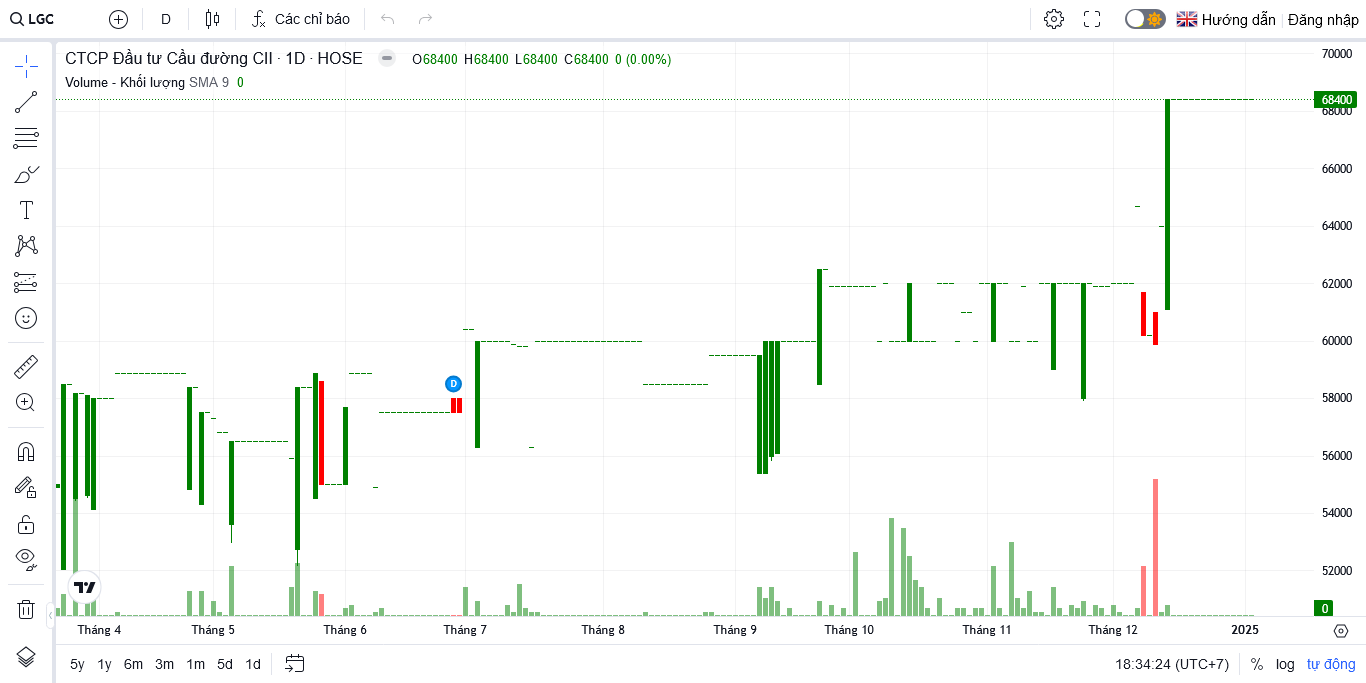 LGC D Các chỉ báo Hướng dẫn Đăng nhập
CTCP Đầu tư Cầu đường CII · 1D · HOSE O68400 H68400 L68400 C68400 0 (0.00%)
Volume - Khối lượng SMA 9 0
70000
68400
68000
66000
64000
62000
60000
58000
56000
54000
52000
0
D
Tháng 4 Tháng 5 Tháng 6 Tháng 7 Tháng 8 Tháng 9 Tháng 10 Tháng 11 Tháng 12 2025
5y 1y 6m 3m 1m 5d 1d 18:34:24 (UTC+7) % log tự động